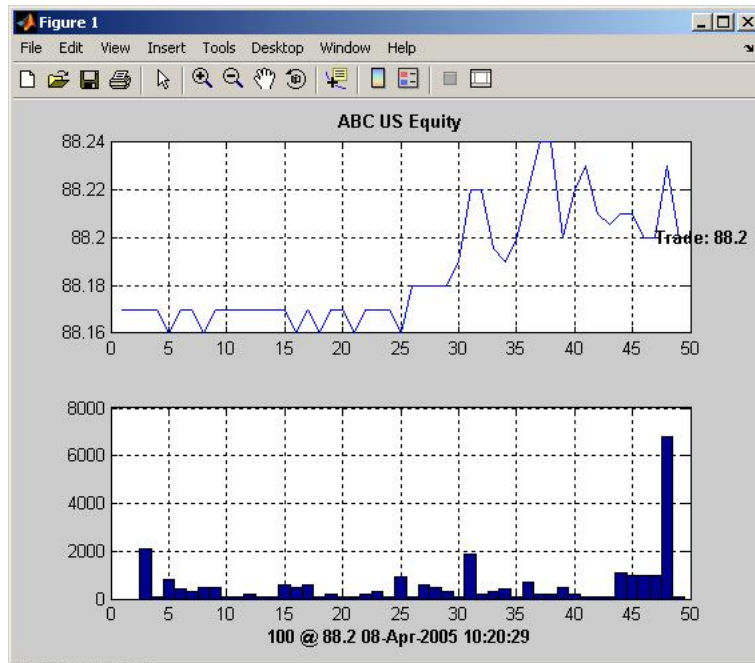 Figure 1
File Edit View Insert Tools Desktop Window Help
ABC US Equity
88.24
88.22
88.2
88.18
88.16
Trade: 88.2
0 5 10 15 20 25 30 35 40 45 50
8000
6000
4000
2000
0
0 5 10 15 20 25 30 35 40 45 50
100 @ 88.2 08-Apr-2005 10:20:29